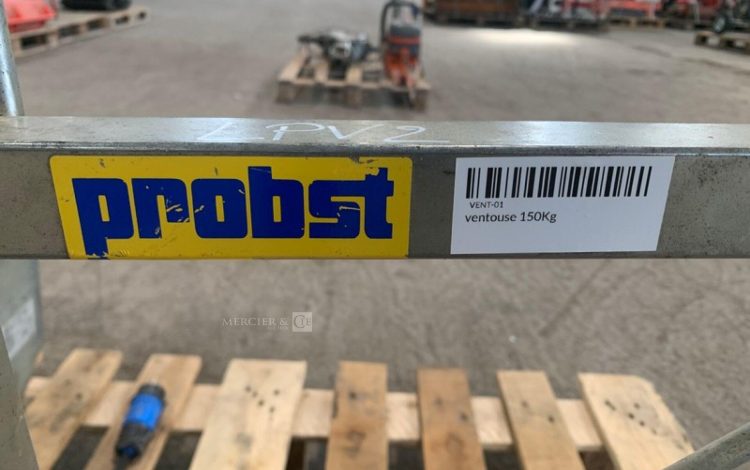 EPV2
probst
VENT-01
ventouse 150Kg
MERCIER & Cie